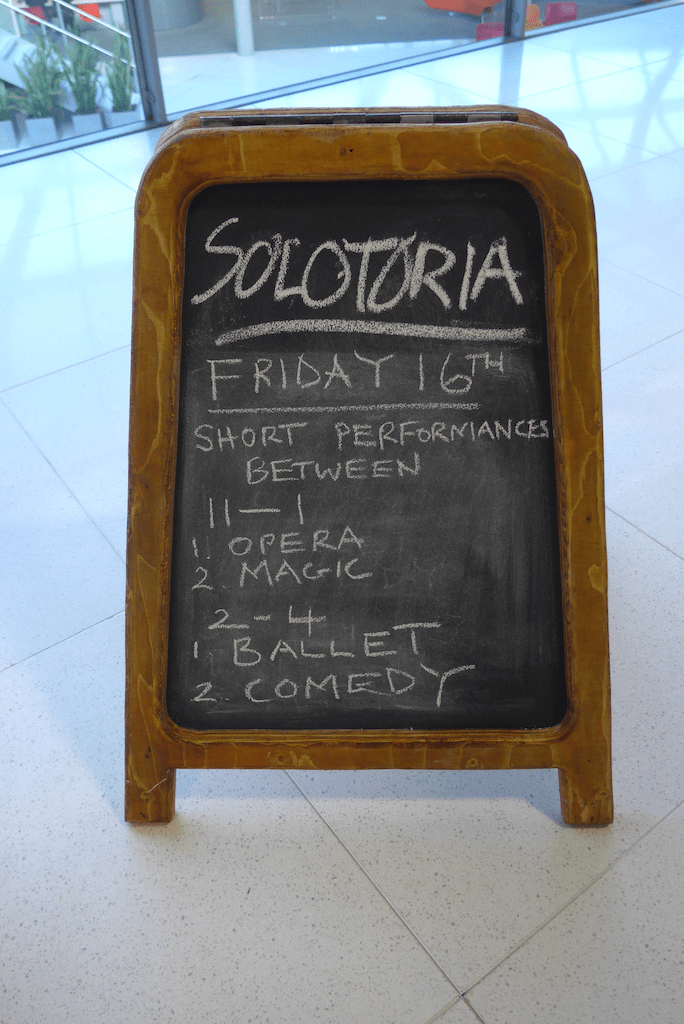 SOLOTORIA
FRIDAY 16TH
SHORT PERFORMANCES
BETWEEN
11 — 1
1. OPERA
2. MAGIC
2 - 4
1. BALLET
2. COMEDY